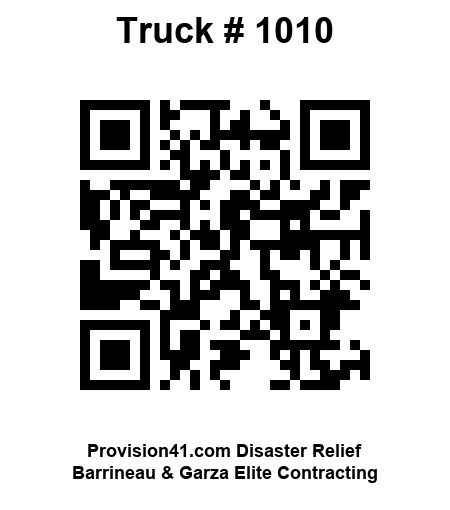 Truck # 1010
Provision41.com Disaster Relief
Barrineau & Garza Elite Contracting